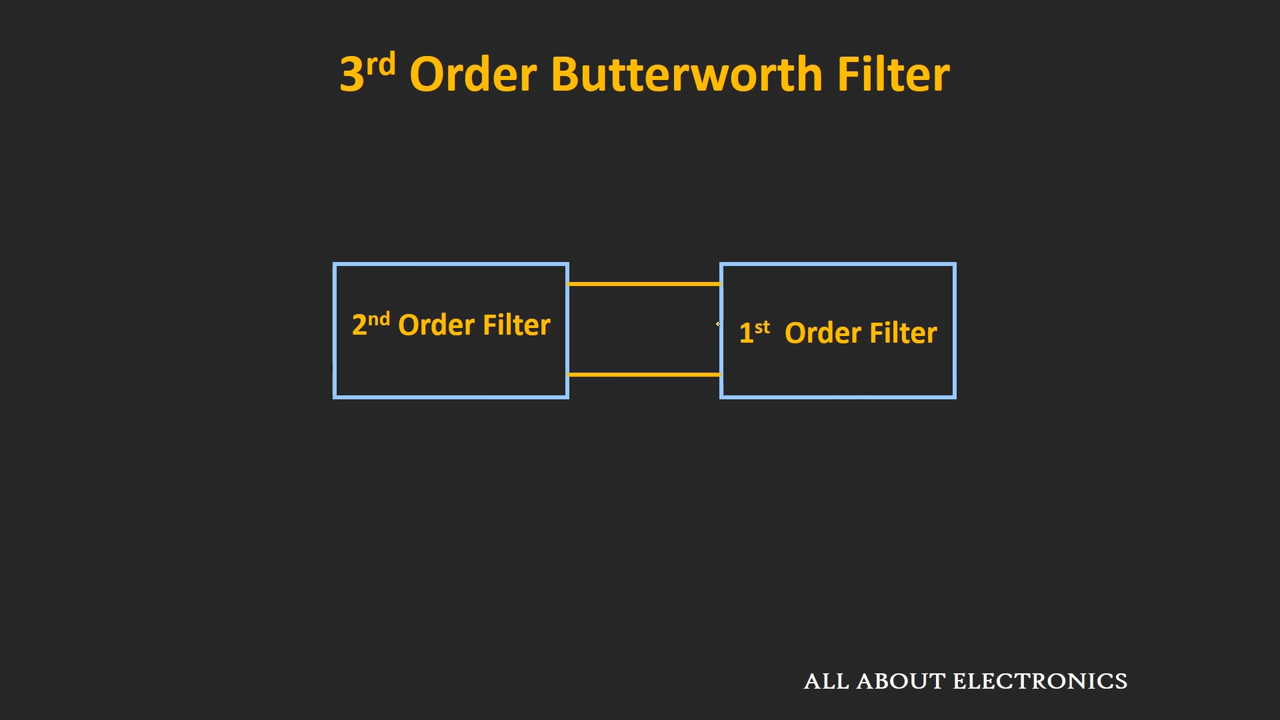 3rd Order Butterworth Filter
2nd Order Filter
1st Order Filter
ALL ABOUT ELECTRONICS